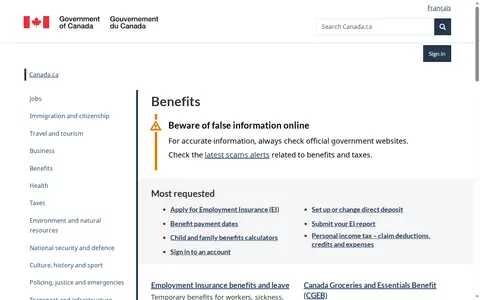 Français
Government
of Canada
Gouvernement
du Canada
Search Canada.ca
Sign in
Canada.ca
Jobs
Immigration and citizenship
Travel and tourism
Business
Benefits
Health
Taxes
Environment and natural
resources
National security and defence
Culture, history and sport
Policing, justice and emergencies
Transport and infrastructure
Benefits
Beware of false information online
For accurate information, always check official government websites.
Check the latest scams alerts related to benefits and taxes.
Most requested
Apply for Employment Insurance (EI)
Benefit payment dates
Child and family benefits calculators
Sign in to account
Set up or change direct deposit
Submit your EI report
Personal income tax – claim deductions,
credits and expenses
Employment Insurance benefits and leave
Temporary benefits for workers, sickness,
Canada Groceries and Essentials Benefit
(CGEB)